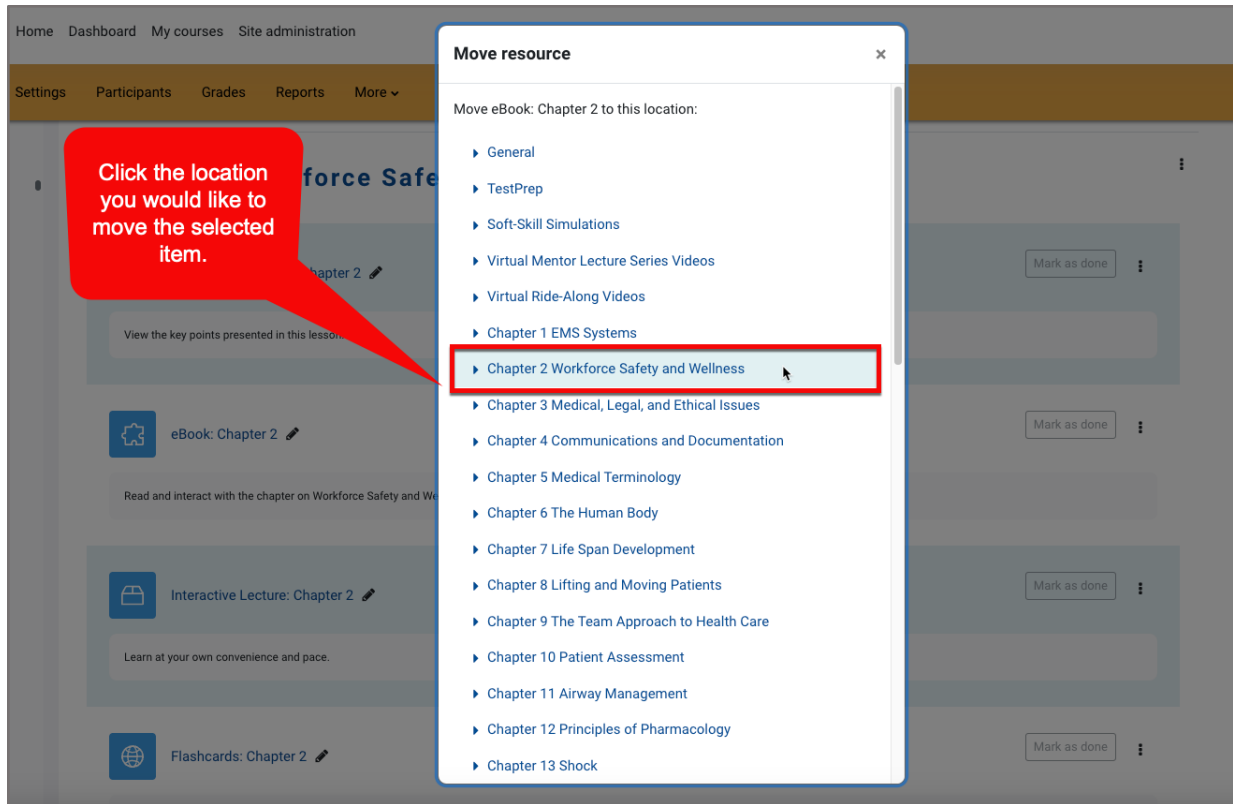 Home Dashboard My courses Site administration
Settings Participants Grades Reports More
Move resource
×
Move eBook: Chapter 2 to this location:
General
TestPrep
Soft-Skill Simulations
Virtual Mentor Lecture Series Videos
Virtual Ride-Along Videos
Chapter 1 EMS Systems
Chapter 2 Workforce Safety and Wellness
Chapter 3 Medical, Legal, and Ethical Issues
Chapter 4 Communications and Documentation
Chapter 5 Medical Terminology
Chapter 6 The Human Body
Chapter 7 Life Span Development
Chapter 8 Lifting and Moving Patients
Chapter 9 The Team Approach to Health Care
Chapter 10 Patient Assessment
Chapter 11 Airway Management
Chapter 12 Principles of Pharmacology
Chapter 13 Shock
Click the location
you would like to
move the selected
item.
force Safe
hapter 2
Mark as done
View the key points presented in this lesson
eBook: Chapter 2
Mark as done
Read and interact with the chapter on Workforce Safety and We
Interactive Lecture: Chapter 2
Mark as done
Learn at your own convenience and pace.
Flashcards: Chapter 2
Mark as done